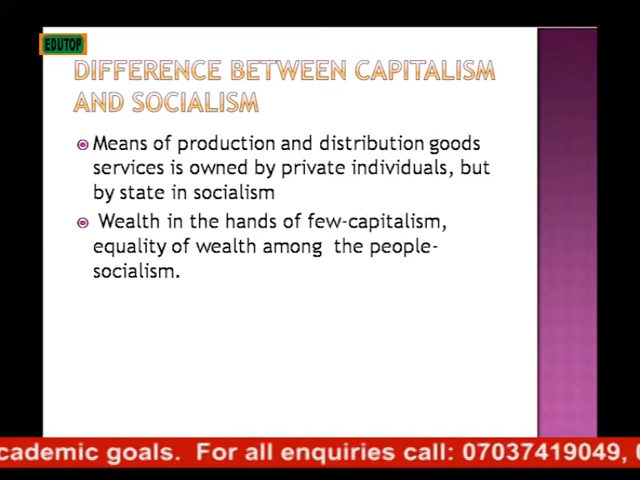 EDUTOP
DIFFERENCE BETWEEN CAPITALISM
AND SOCIALISM
Means of production and distribution goods
services is owned by private individuals, but
by state in socialism
Wealth in the hands of few-capitalism,
equality of wealth among the people-
socialism.
cademic goals. For all enquiries call: 07037419049,